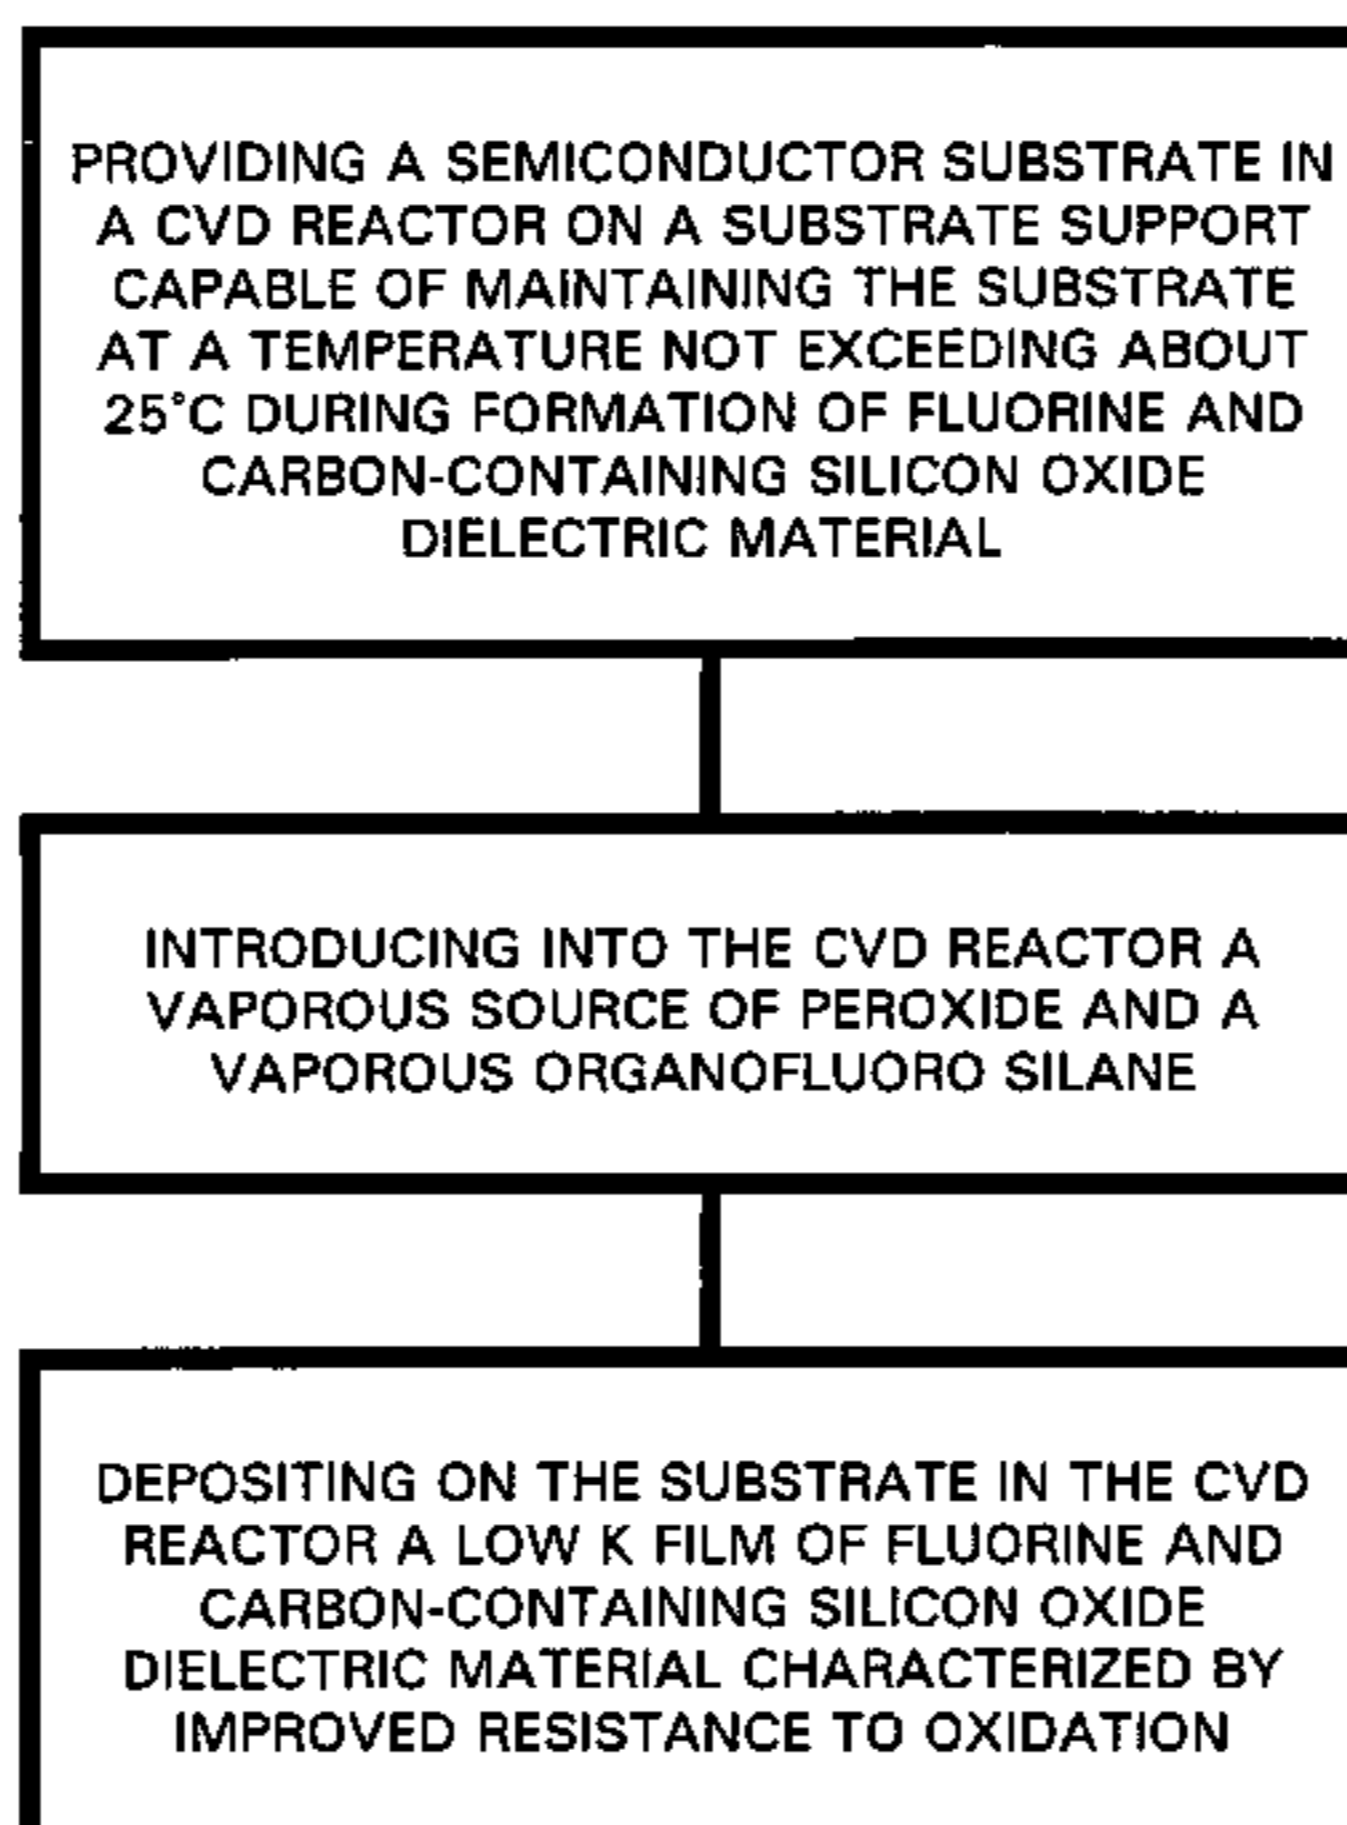 PROVIDING A SEMICONDUCTOR SUBSTRATE IN
A CVD REACTOR ON A SUBSTRATE SUPPORT
CAPABLE OF MAINTAINING THE SUBSTRATE
AT A TEMPERATURE NOT EXCEEDING ABOUT
25°C DURING FORMATION OF FLUORINE AND
CARBON-CONTAINING SILICON OXIDE
DIELECTRIC MATERIAL
INTRODUCING INTO THE CVD REACTOR A
VAPOROUS SOURCE OF PEROXIDE AND A
VAPOROUS ORGANOFLUORO SILANE
DEPOSITING ON THE SUBSTRATE IN THE CVD
REACTOR A LOW K FILM OF FLUORINE AND
CARBON-CONTAINING SILICON OXIDE
DIELECTRIC MATERIAL CHARACTERIZED BY
IMPROVED RESISTANCE TO OXIDATION